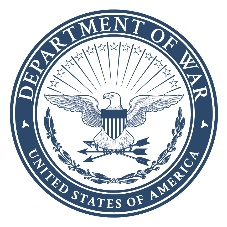 DEPARTMENT OF WAR
UNITED STATES OF AMERICA